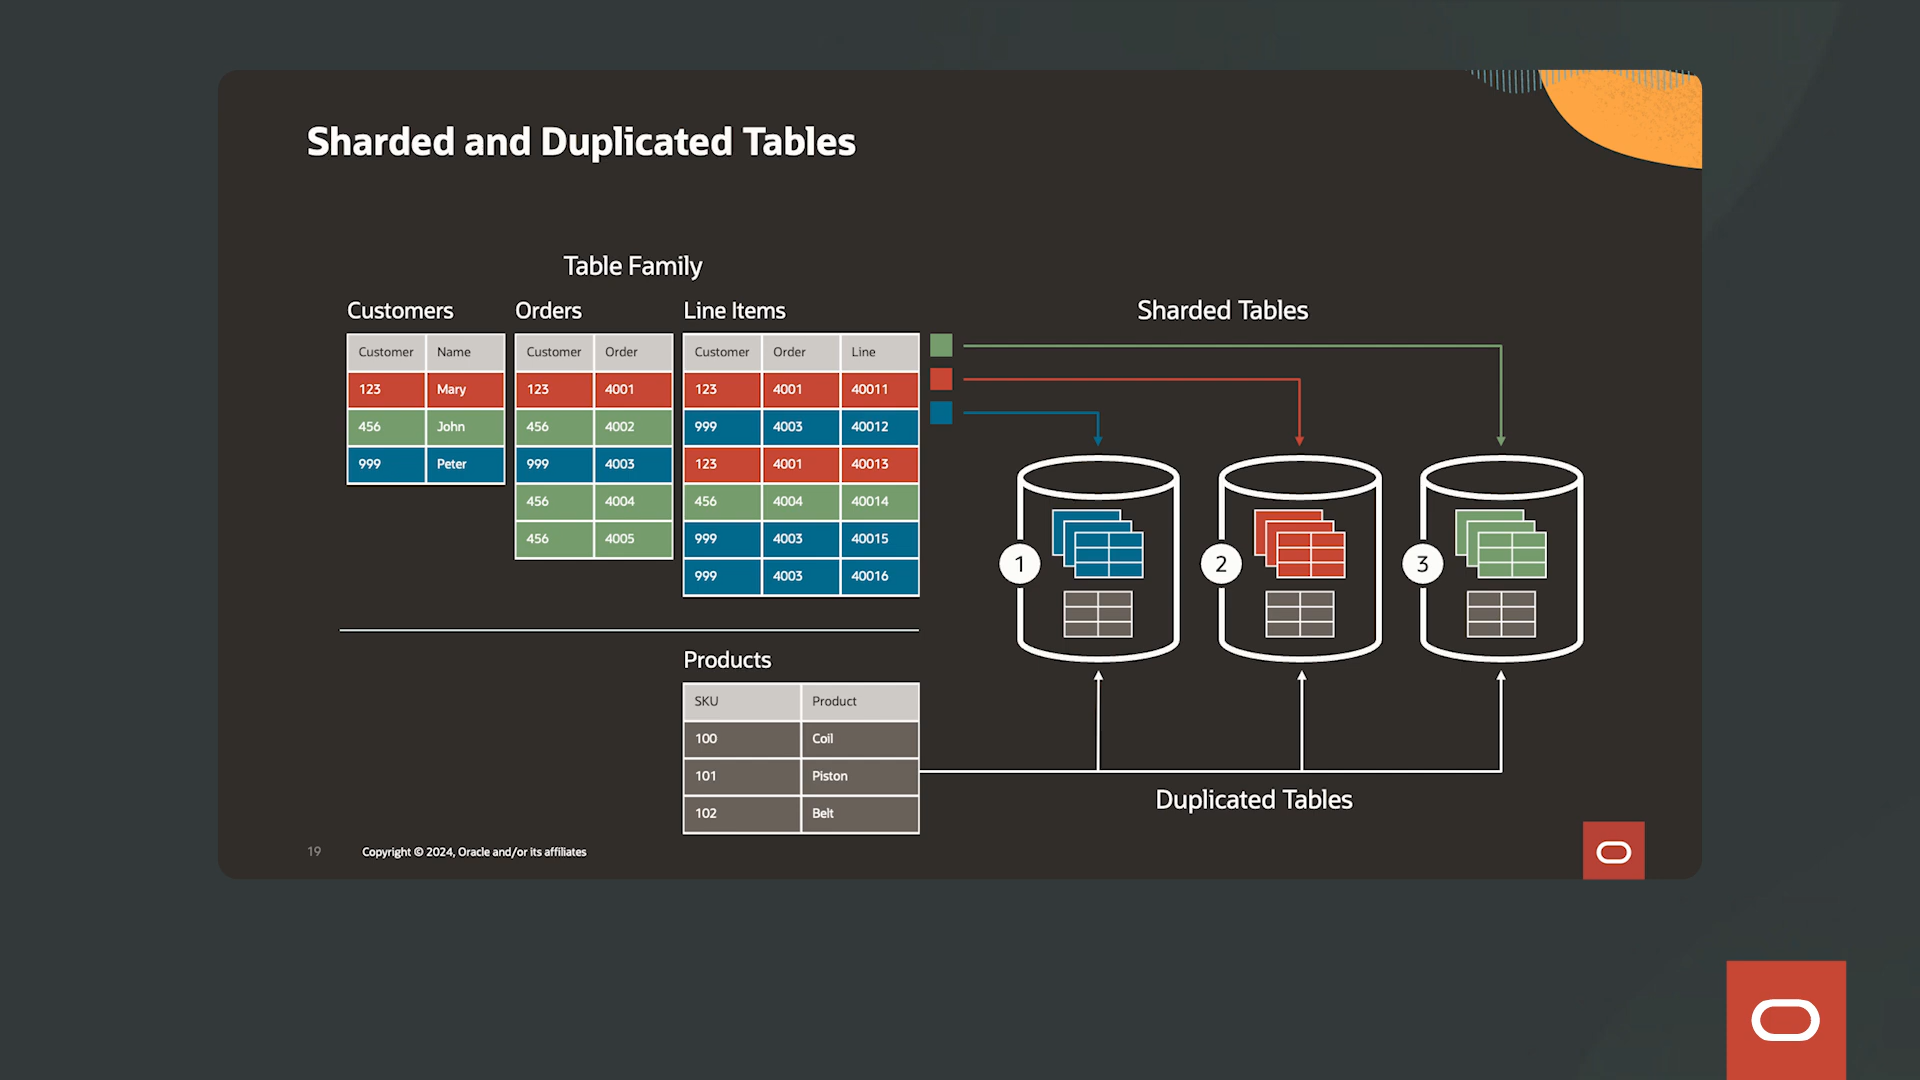 Sharded and Duplicated Tables
Table Family
Customers
Customer Name
123 Mary
456 John
999 Peter
Orders
Customer Order
123 4001
456 4002
999 4003
456 4004
456 4005
Line Items
Customer Order Line
123 4001 40011
999 4003 40012
123 4001 40013
456 4004 40014
999 4003 40015
999 4003 40016
Sharded Tables
1
2
3
Products
SKU Product
100 Coil
101 Piston
102 Belt
Duplicated Tables
19 Copyright © 2024, Oracle and/or its affiliates